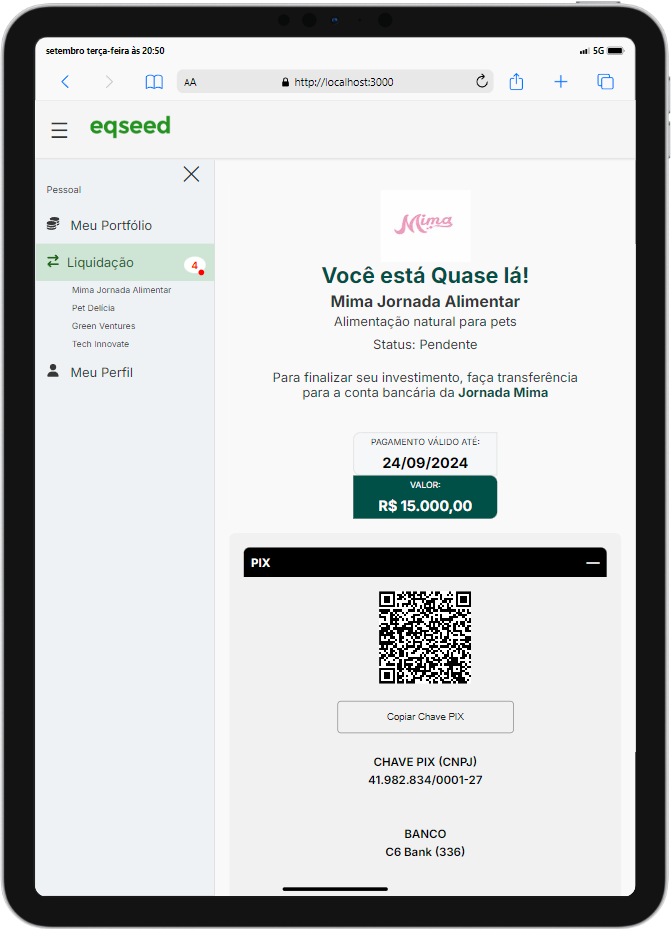 setembro terça-feira às 20:50
5G
AA
http://localhost:3000
eqseed
Pessoal
Meu Portfólio
Liquidação
4
Mima Jornada Alimentar
Pet Delícia
Green Ventures
Tech Innovate
Meu Perfil
Mima
Você está Quase lá!
Mima Jornada Alimentar
Alimentação natural para pets
Status: Pendente
Para finalizar seu investimento, faça transferência
para a conta bancária da Jornada Mima
PAGAMENTO VÁLIDO ATÉ:
24/09/2024
VALOR:
R$ 15.000,00
PIX
Copiar Chave PIX
CHAVE PIX (CNPJ)
41.982.834/0001-27
BANCO
C6 Bank (336)